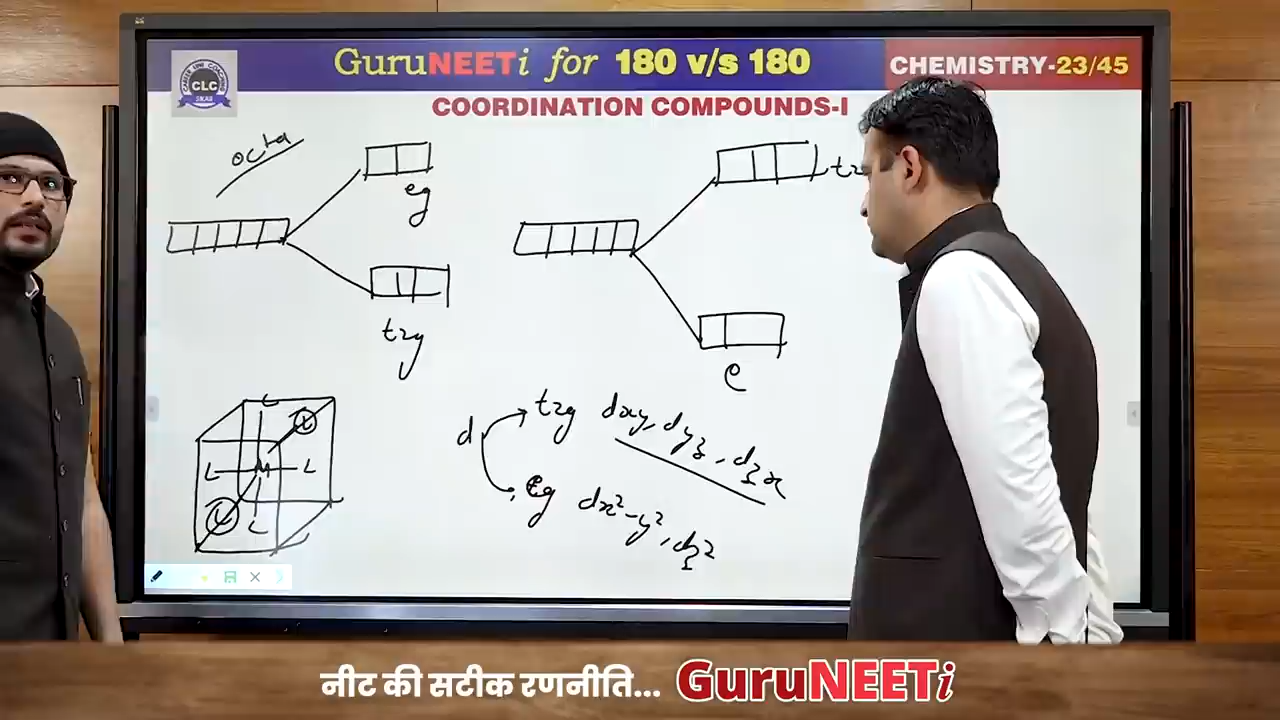 GuruNEETi for 180 v/s 180
CHEMISTRY-23/45
CLC
SIKAR
COORDINATION COMPOUNDS-I
octa
eg
t2g
e
L
L
M
L
L
L
L
d
t2g dxy, dyz, dzx
eg dx²-y², dz²
नीट की सटीक रणनीति... GuruNEETi